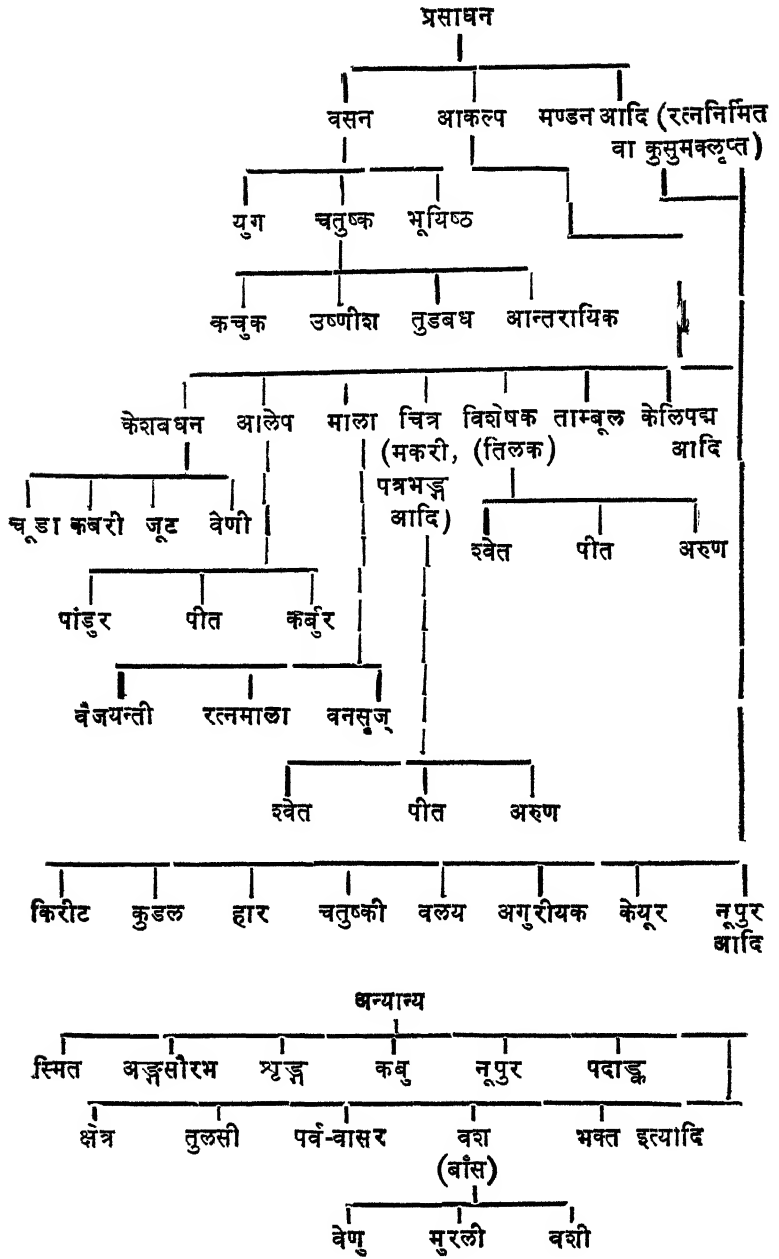 प्रसाधन
वसन आकल्प मण्डन आदि (रत्ननिर्मित
वा कुसुमक्लृप्त)
युग चतुष्क भूयिष्ठ
कचुक उष्णीश तुडबध आन्तरायिक
केशबधन आलेप माला चित्र विशेषक ताम्बूल केलिपद्म
(मकरी, (तिलक) आदि
पत्रभङ्ग
आदि)
चूडा कबरी जूट वेणी
श्वेत पीत अरुण
पांडुर पीत कर्बुर
वैजयन्ती रत्नमाला वनसृज्
श्वेत पीत अरुण
किरीट कुडल हार चतुष्की वलय अगुरीयक केयूर नूपुर
आदि
अन्यान्य
स्मित अङ्गसौरभ शृङ्ग कबु नूपुर पदाङ्क
क्षेत्र तुलसी पर्व-वासर वश भक्त इत्यादि
(बाँस)
वेणु मुरली वशी